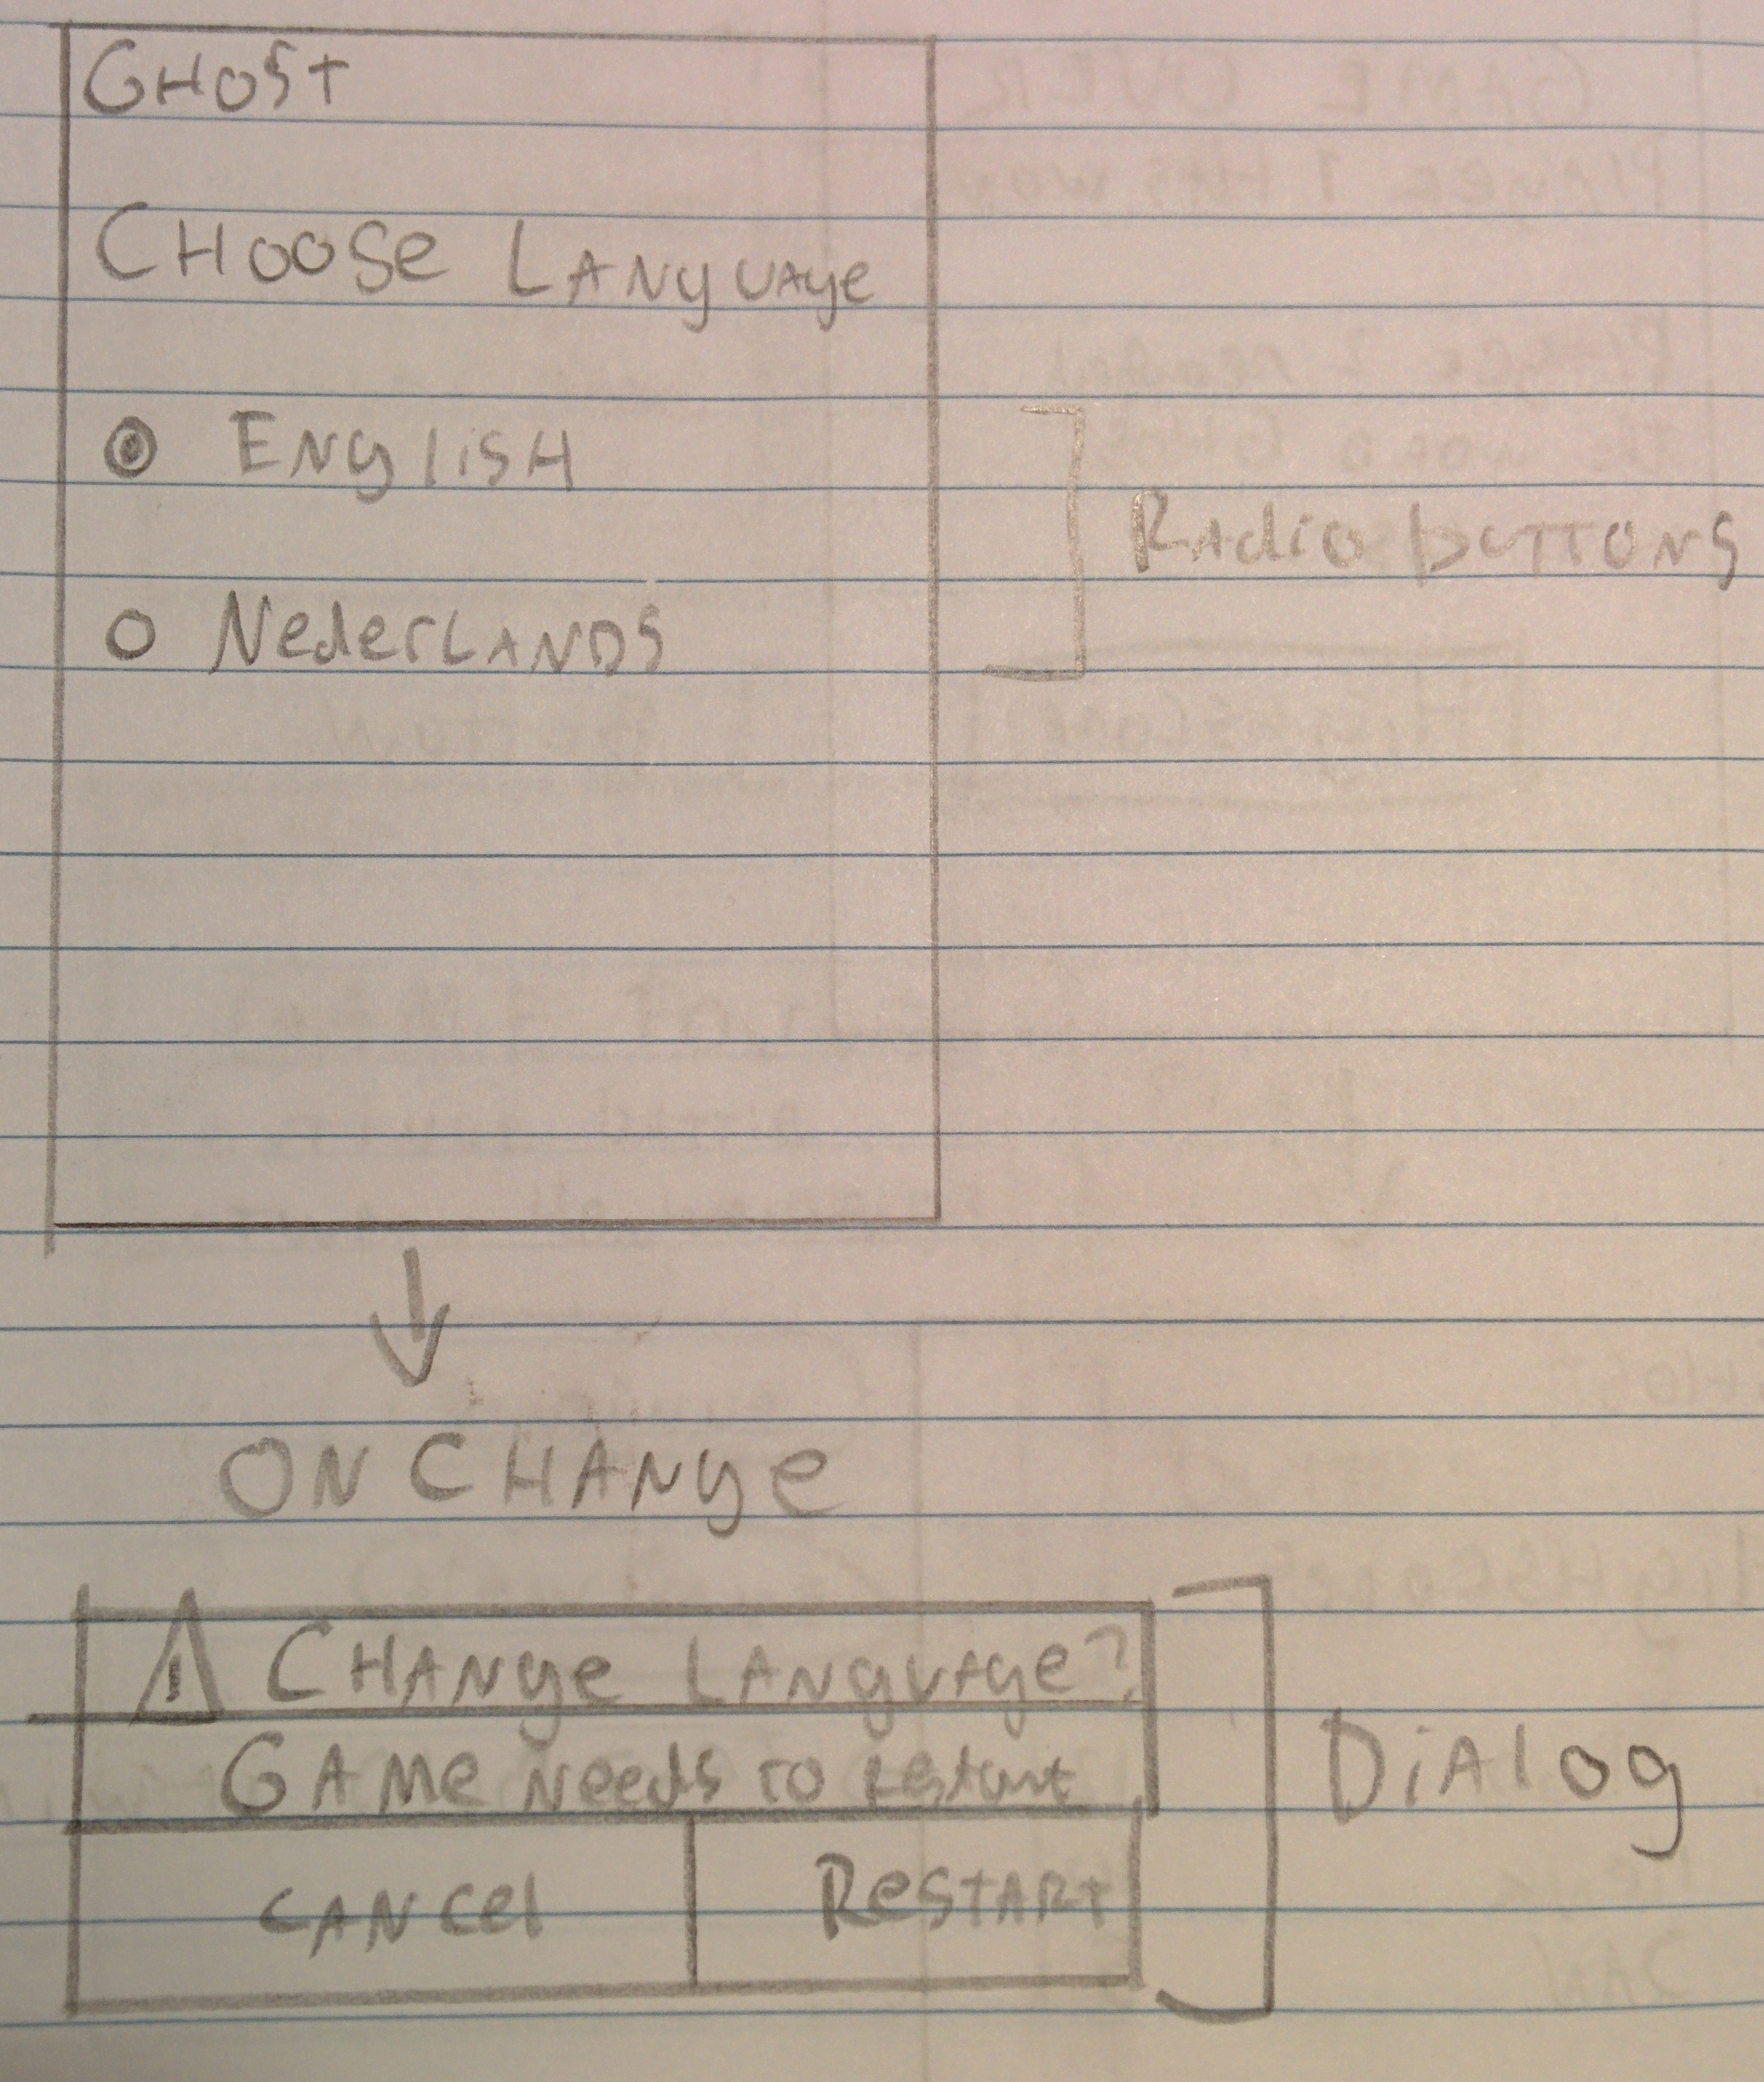 GHOST
CHOOSE LANguage
ENglisH
NederLANDS
RAdio buttons
ON CHANge
! CHANge LANguage?
GAMe Needs to restart
CANCel
ReSTART
DiAlog